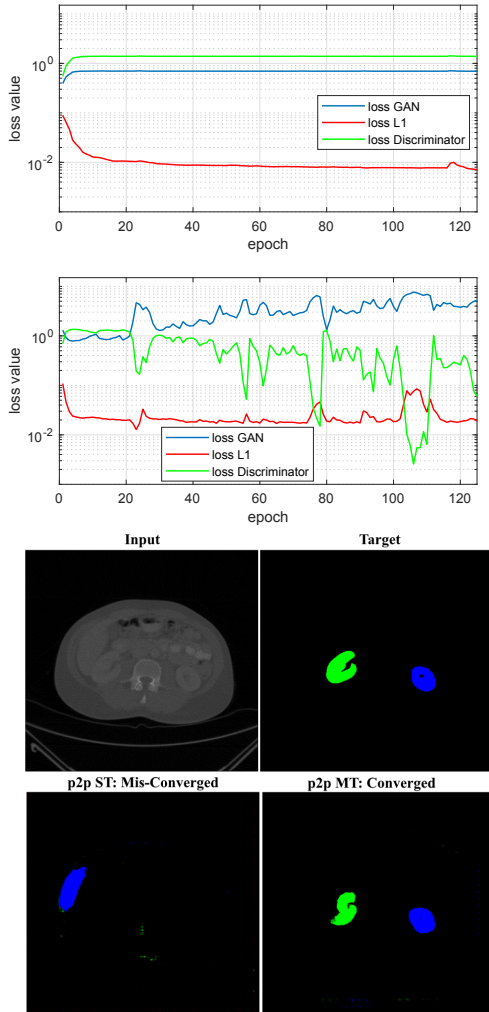 10^0
10^-2
loss value
loss GAN
loss L1
loss Discriminator
0 20 40 60 80 100 120
epoch
10^0
10^-2
loss value
loss GAN
loss L1
loss Discriminator
0 20 40 60 80 100 120
epoch
Input Target
p2p ST: Mis-Converged p2p MT: Converged